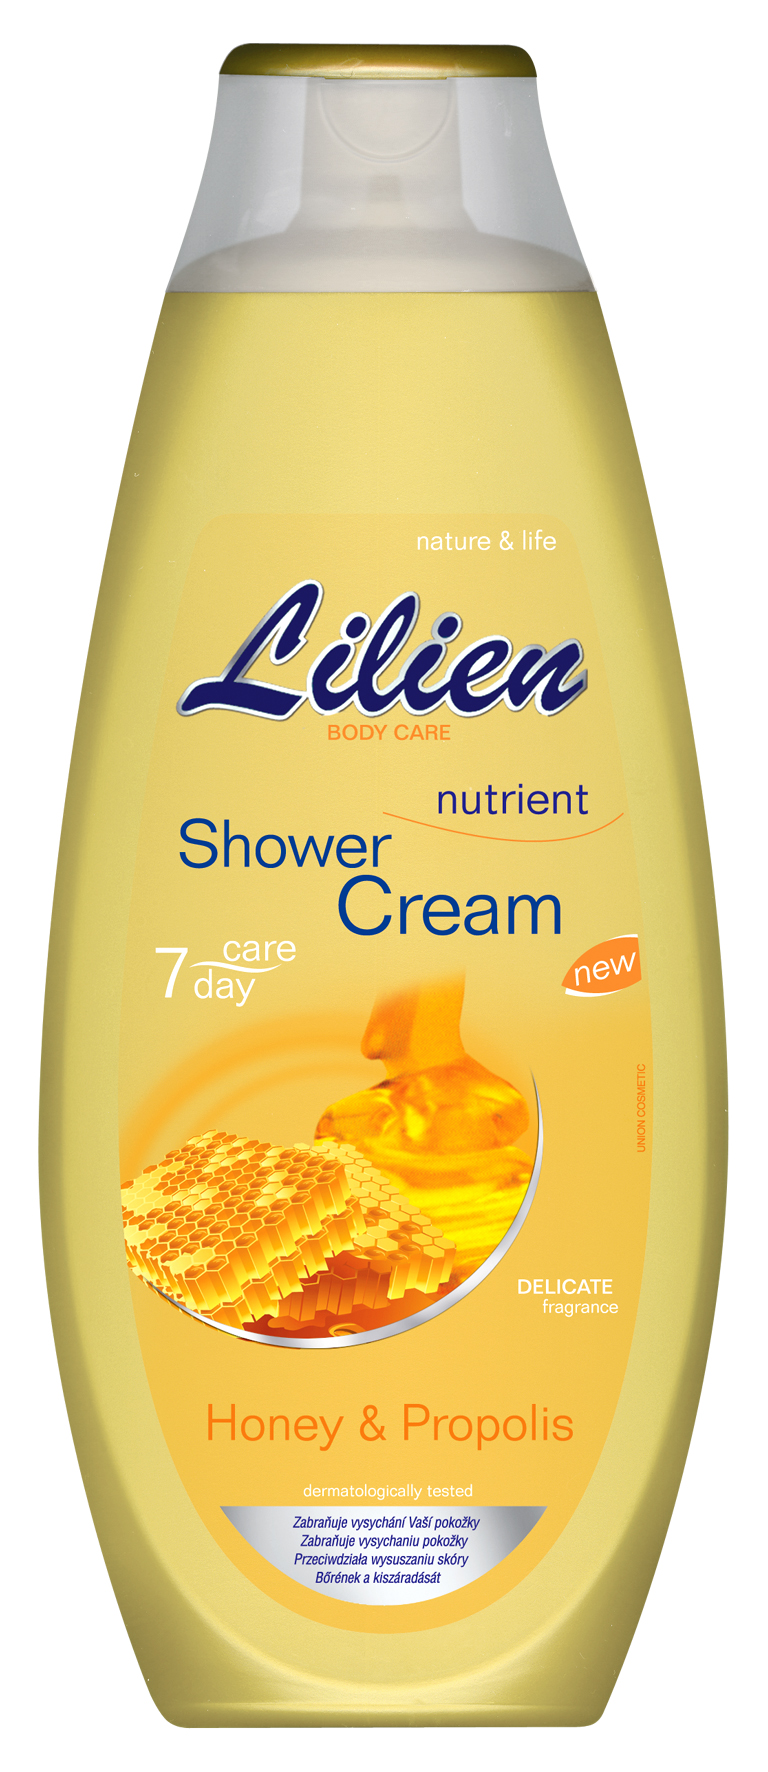 nature & life
Lilien
BODY CARE
nutrient
Shower
Cream
7 day care
new
UNION COSMETIC
DELICATE
fragrance
Honey & Propolis
dermatologically tested
Zabraňuje vysychání Vaší pokožky
Zabraňuje vysychaniu pokožky
Przeciwdziała wysuszaniu skóry
Bőrének a kiszáradását